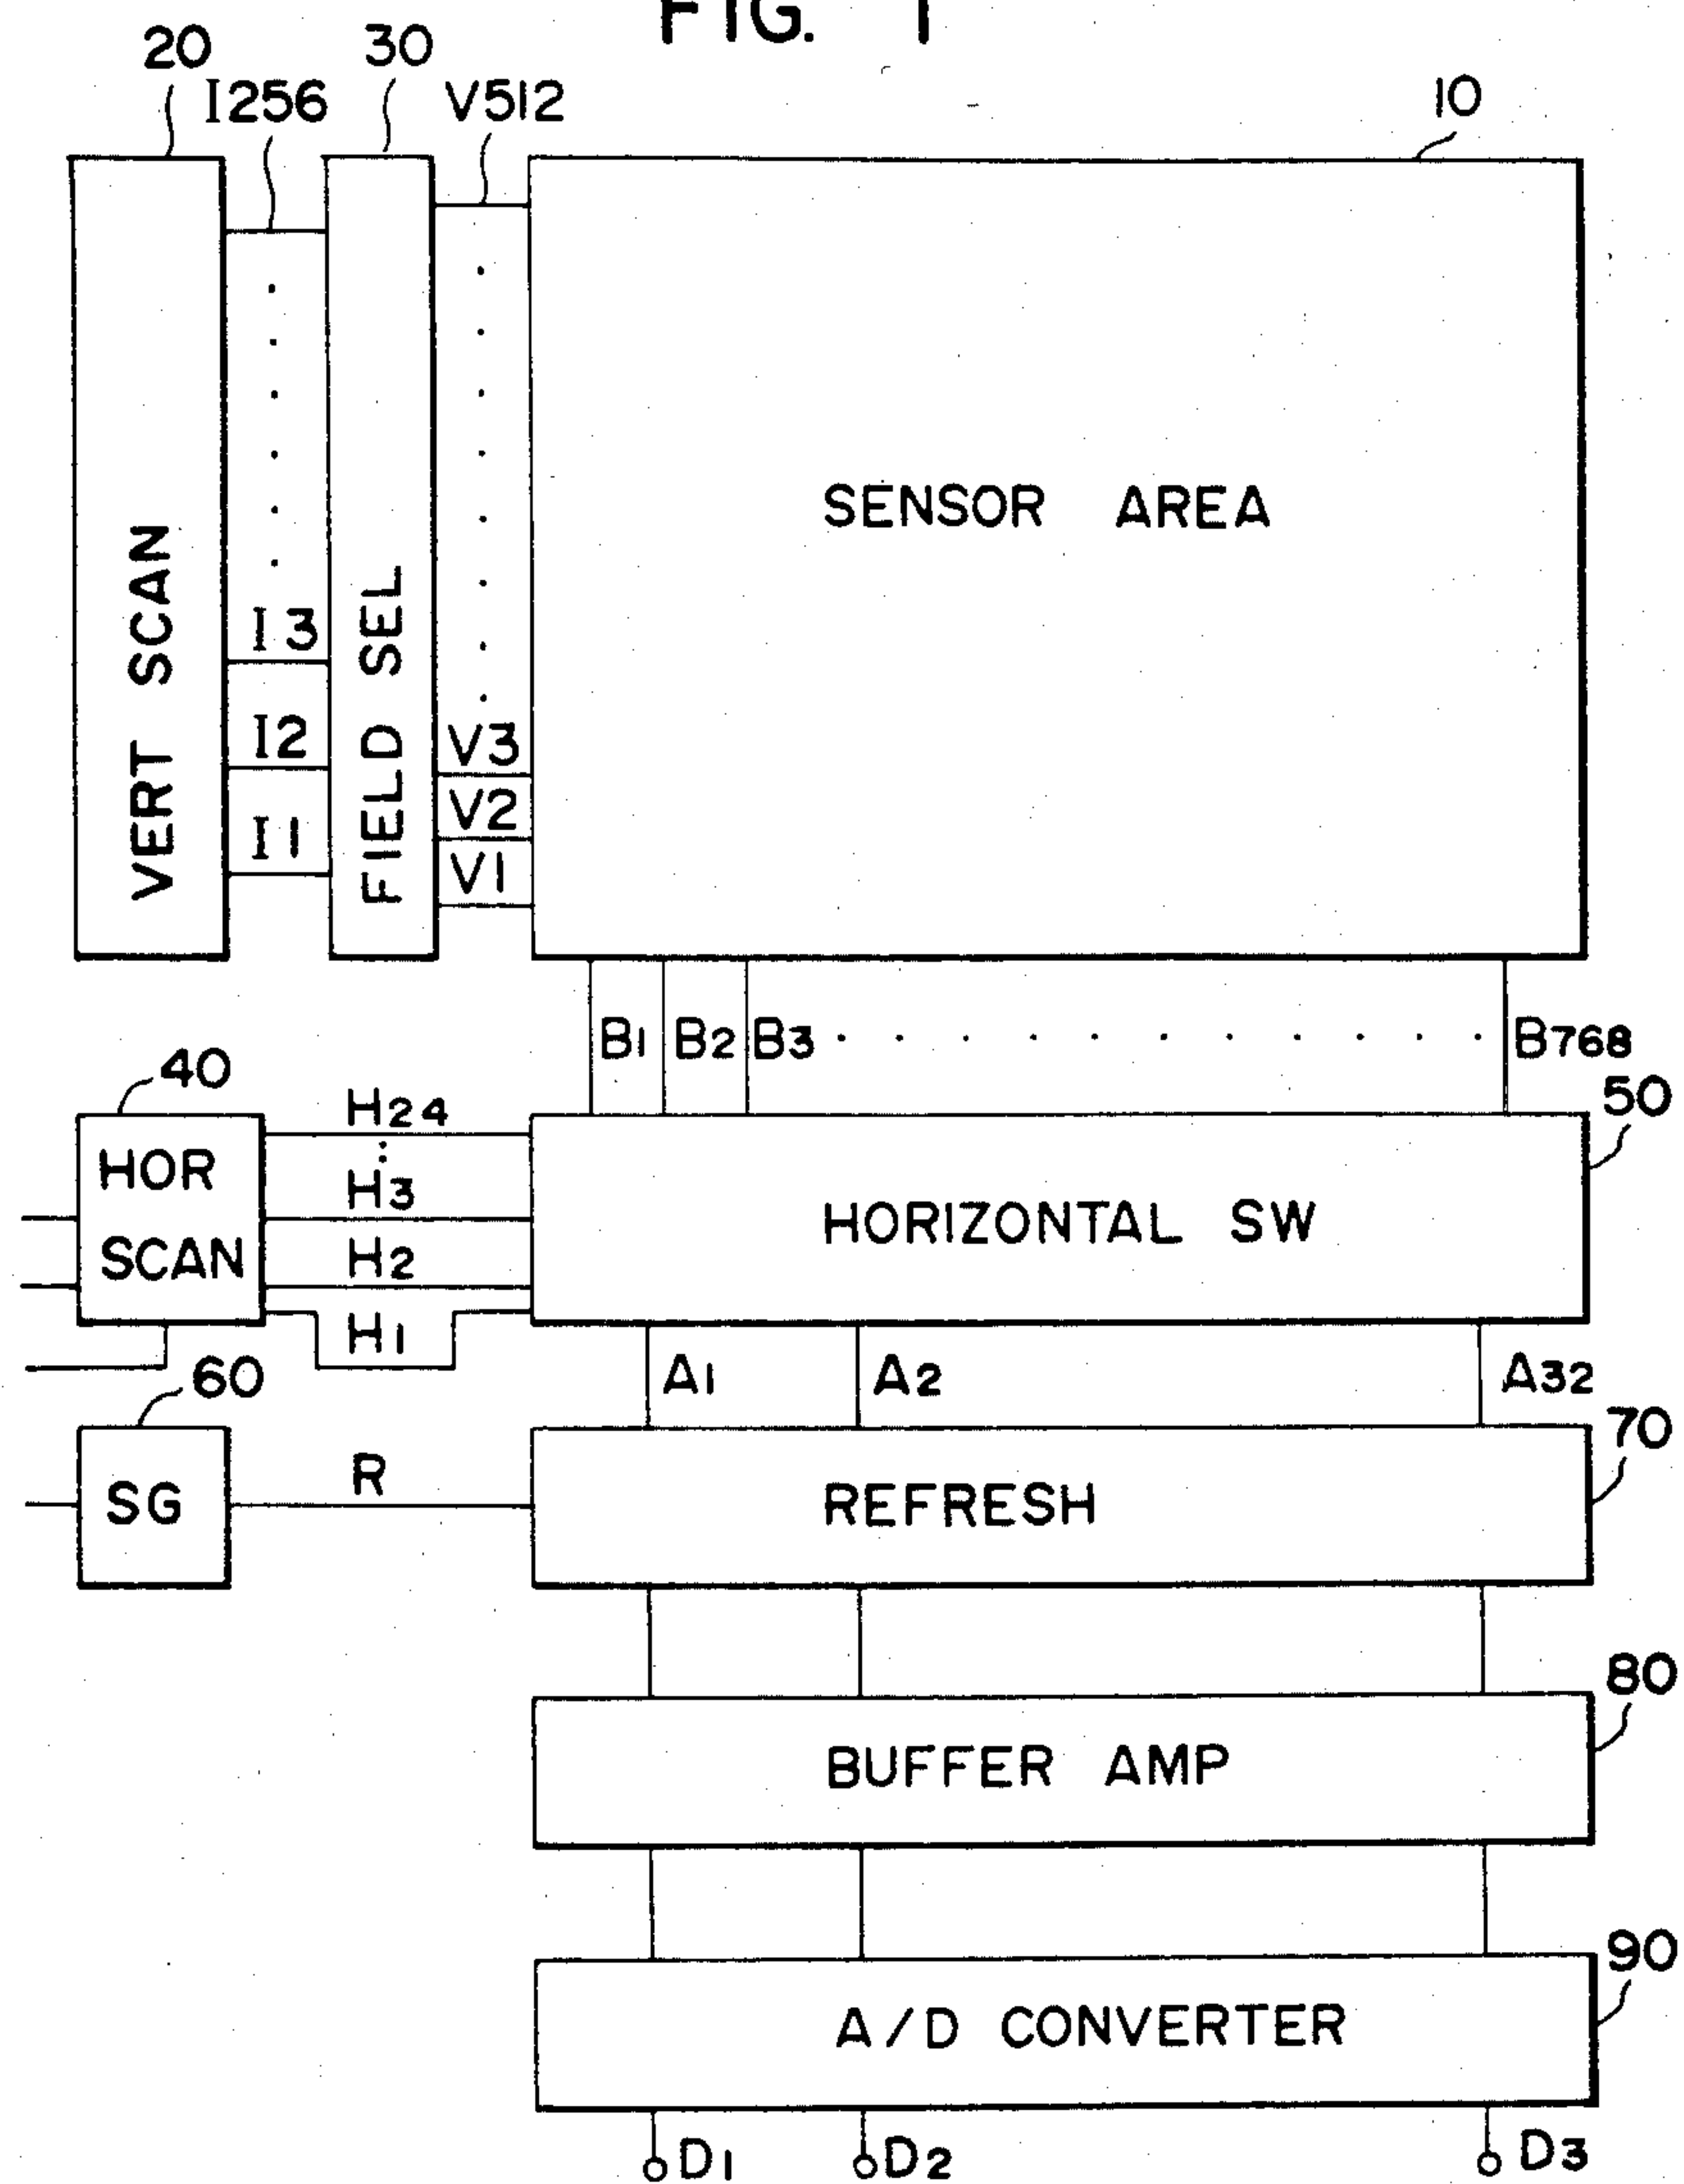 FIG. 1
20
30
I256
V512
10
SENSOR AREA
VERT SCAN
FIELD SEL
I3
I2
I1
V3
V2
V1
B1 B2 B3 . . . . . . . . . . B768
40
50
H24
HOR
SCAN
H3
H2
H1
HORIZONTAL SW
60
A1
A2
A32
70
SG
R
REFRESH
80
BUFFER AMP
90
A/D CONVERTER
D1
D2
D3